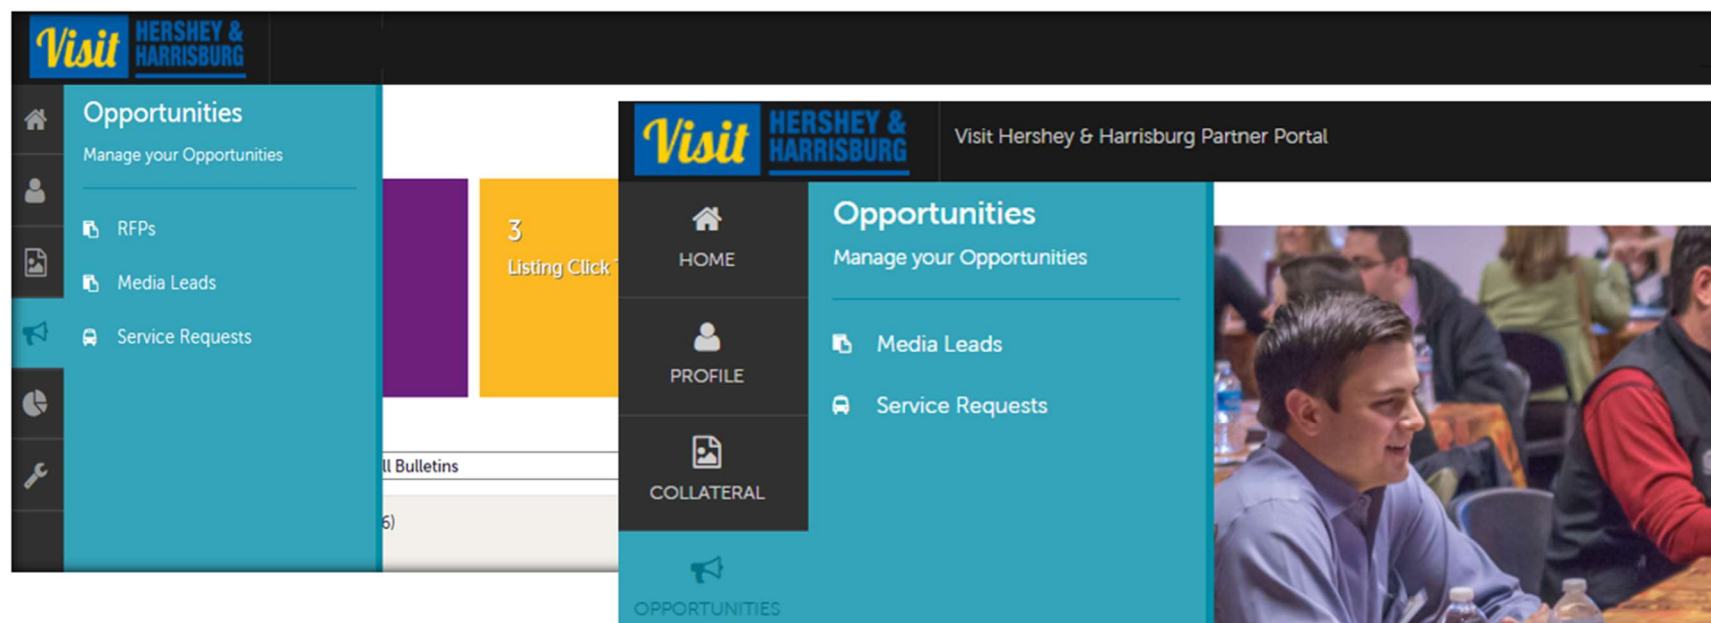 Visit HERSHEY &
HARRISBURG
Opportunities
Manage your Opportunities
RFPs
Media Leads
Service Requests
3
Listing Click
ll Bulletins
6)
Visit HERSHEY &
HARRISBURG
Visit Hershey & Harrisburg Partner Portal
HOME
PROFILE
COLLATERAL
OPPORTUNITIES
Opportunities
Manage your Opportunities
Media Leads
Service Requests